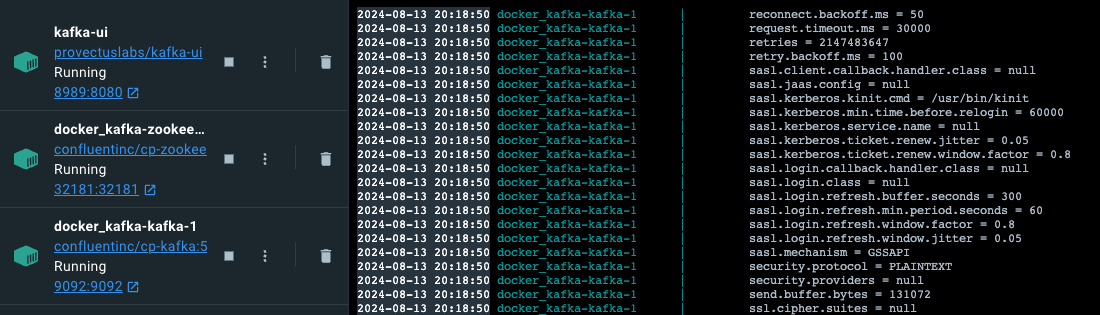 kafka-ui
provectuslabs/kafka-ui
Running
8989:8080
docker_kafka-zookee...
confluentinc/cp-zookee
Running
32181:32181
docker_kafka-kafka-1
confluentinc/cp-kafka:5
Running
9092:9092
2024-08-13 20:18:50 docker_kafka-kafka-1 | reconnect.backoff.ms = 50
2024-08-13 20:18:50 docker_kafka-kafka-1 | request.timeout.ms = 30000
2024-08-13 20:18:50 docker_kafka-kafka-1 | retries = 2147483647
2024-08-13 20:18:50 docker_kafka-kafka-1 | retry.backoff.ms = 100
2024-08-13 20:18:50 docker_kafka-kafka-1 | sasl.client.callback.handler.class = null
2024-08-13 20:18:50 docker_kafka-kafka-1 | sasl.jaas.config = null
2024-08-13 20:18:50 docker_kafka-kafka-1 | sasl.kerberos.kinit.cmd = /usr/bin/kinit
2024-08-13 20:18:50 docker_kafka-kafka-1 | sasl.kerberos.min.time.before.relogin = 60000
2024-08-13 20:18:50 docker_kafka-kafka-1 | sasl.kerberos.service.name = null
2024-08-13 20:18:50 docker_kafka-kafka-1 | sasl.kerberos.ticket.renew.jitter = 0.05
2024-08-13 20:18:50 docker_kafka-kafka-1 | sasl.kerberos.ticket.renew.window.factor = 0.8
2024-08-13 20:18:50 docker_kafka-kafka-1 | sasl.login.callback.handler.class = null
2024-08-13 20:18:50 docker_kafka-kafka-1 | sasl.login.class = null
2024-08-13 20:18:50 docker_kafka-kafka-1 | sasl.login.refresh.buffer.seconds = 300
2024-08-13 20:18:50 docker_kafka-kafka-1 | sasl.login.refresh.min.period.seconds = 60
2024-08-13 20:18:50 docker_kafka-kafka-1 | sasl.login.refresh.window.factor = 0.8
2024-08-13 20:18:50 docker_kafka-kafka-1 | sasl.login.refresh.window.jitter = 0.05
2024-08-13 20:18:50 docker_kafka-kafka-1 | sasl.mechanism = GSSAPI
2024-08-13 20:18:50 docker_kafka-kafka-1 | security.protocol = PLAINTEXT
2024-08-13 20:18:50 docker_kafka-kafka-1 | security.providers = null
2024-08-13 20:18:50 docker_kafka-kafka-1 | send.buffer.bytes = 131072
2024-08-13 20:18:50 docker_kafka-kafka-1 | ssl.cipher.suites = null